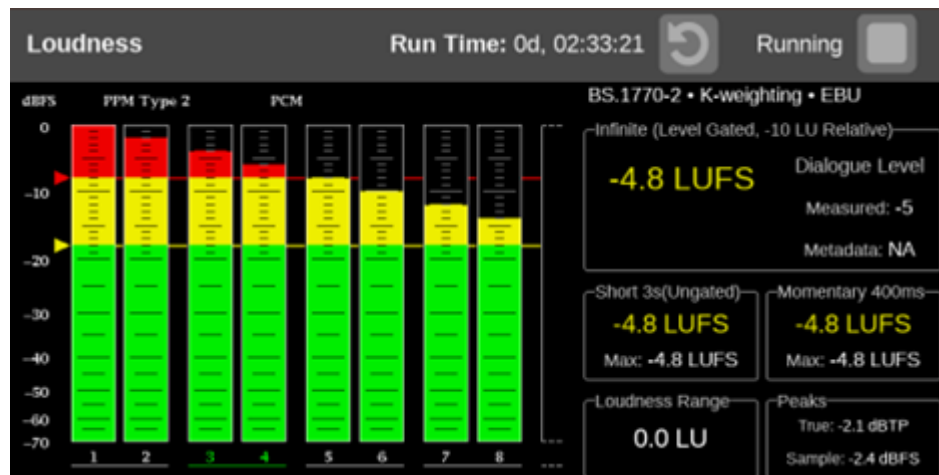 Loudness
Run Time: 0d, 02:33:21
Running
dBFS PPM Type 2 PCM
0
-10
-20
-30
-40
-50
-60
-70
1 2 3 4 5 6 7 8
BS.1770-2 • K-weighting • EBU
Infinite (Level Gated, -10 LU Relative)
-4.8 LUFS
Dialogue Level
Measured: -5
Metadata: NA
Short 3s(Ungated)
-4.8 LUFS
Max: -4.8 LUFS
Momentary 400ms
-4.8 LUFS
Max: -4.8 LUFS
Loudness Range
0.0 LU
Peaks
True: -2.1 dBTP
Sample: -2.4 dBFS